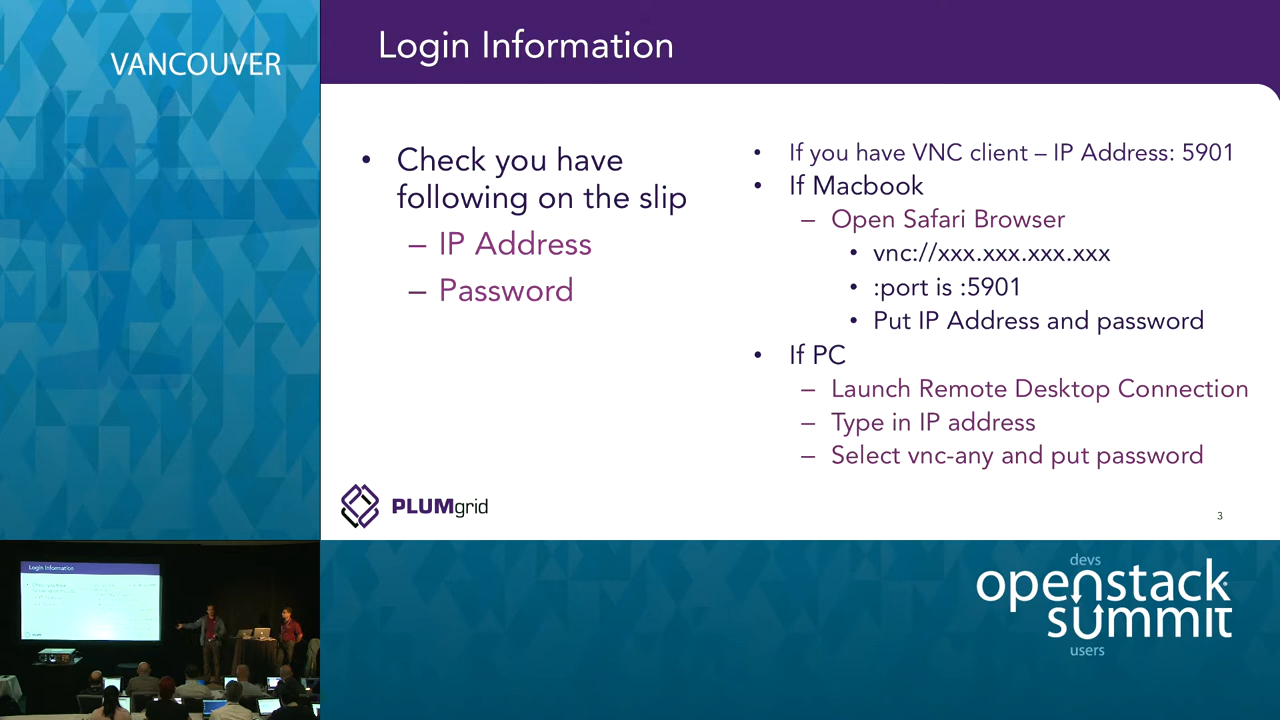 VANCOUVER
Login Information
• Check you have
following on the slip
– IP Address
– Password
• If you have VNC client – IP Address: 5901
• If Macbook
– Open Safari Browser
• vnc://xxx.xxx.xxx.xxx
• :port is :5901
• Put IP Address and password
• If PC
– Launch Remote Desktop Connection
– Type in IP address
– Select vnc-any and put password
PLUMgrid
3
Login Information
devs
openstack
summit
users